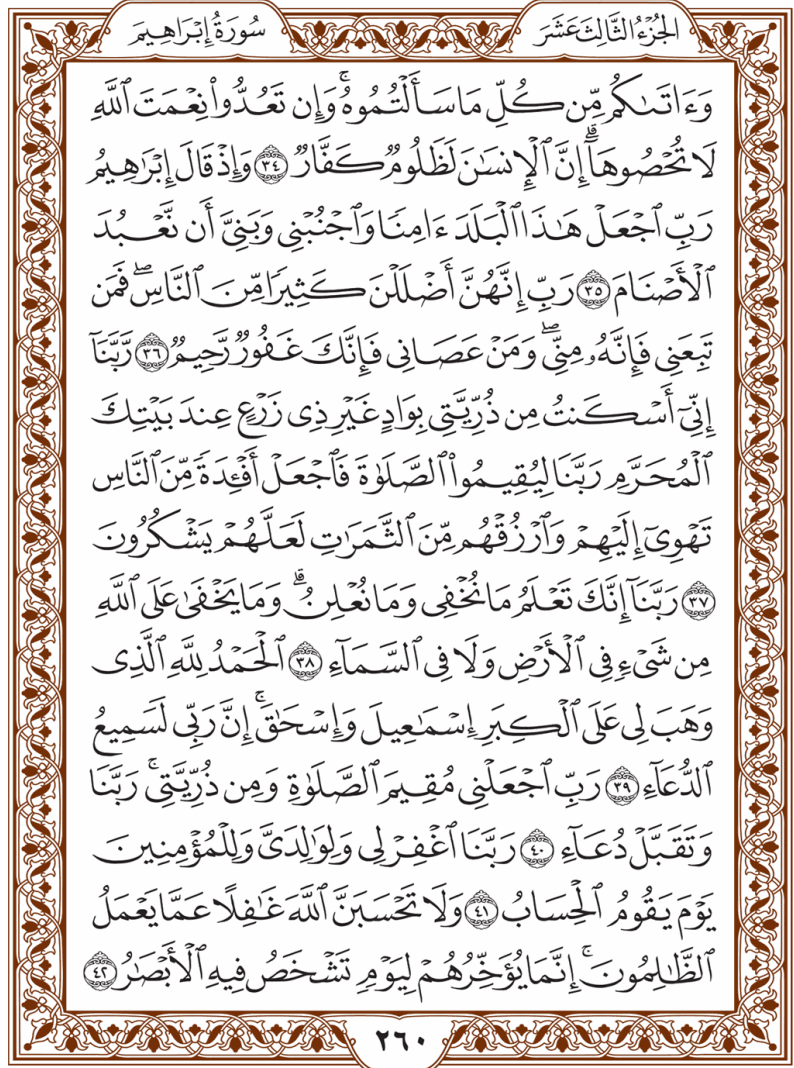 الجُزْءُ الثَّالِثَ عَشَرَ
سُورَةُ إِبْرَاهِيمَ
وَءَاتَىٰكُم مِّن كُلِّ مَا سَأَلۡتُمُوهُۚ وَإِن تَعُدُّواْ نِعۡمَتَ ٱللَّهِ
لَا تُحۡصُوهَآۗ إِنَّ ٱلۡإِنسَٰنَ لَظَلُومٞ كَفَّارٞ ٣٤ وَإِذۡ قَالَ إِبۡرَٰهِيمُ
رَبِّ ٱجۡعَلۡ هَٰذَا ٱلۡبَلَدَ ءَامِنٗا وَٱجۡنُبۡنِي وَبَنِيَّ أَن نَّعۡبُدَ
ٱلۡأَصۡنَامَ ٣٥ رَبِّ إِنَّهُنَّ أَضۡلَلۡنَ كَثِيرٗا مِّنَ ٱلنَّاسِۖ فَمَن
تَبِعَنِي فَإِنَّهُۥ مِنِّيۖ وَمَنۡ عَصَانِي فَإِنَّكَ غَفُورٞ رَّحِيمٞ ٣٦ رَّبَّنَآ
إِنِّيٓ أَسۡكَنتُ مِن ذُرِّيَّتِي بِوَادٍ غَيۡرِ ذِي زَرۡعٍ عِندَ بَيۡتِكَ
ٱلۡمُحَرَّمِ رَبَّنَا لِيُقِيمُواْ ٱلصَّلَوٰةَ فَٱجۡعَلۡ أَفۡـِٔدَةٗ مِّنَ ٱلنَّاسِ
تَهۡوِيٓ إِلَيۡهِمۡ وَٱرۡزُقۡهُم مِّنَ ٱلثَّمَرَٰتِ لَعَلَّهُمۡ يَشۡكُرُونَ
٣٧ رَبَّنَآ إِنَّكَ تَعۡلَمُ مَا نُخۡفِي وَمَا نُعۡلِنُۗ وَمَا يَخۡفَىٰ عَلَى ٱللَّهِ
مِن شَيۡءٖ فِي ٱلۡأَرۡضِ وَلَا فِي ٱلسَّمَآءِ ٣٨ ٱلۡحَمۡدُ لِلَّهِ ٱلَّذِي
وَهَبَ لِي عَلَى ٱلۡكِبَرِ إِسۡمَٰعِيلَ وَإِسۡحَٰقَۚ إِنَّ رَبِّي لَسَمِيعُ
ٱلدُّعَآءِ ٣٩ رَبِّ ٱجۡعَلۡنِي مُقِيمَ ٱلصَّلَوٰةِ وَمِن ذُرِّيَّتِيۚ رَبَّنَا
وَتَقَبَّلۡ دُعَآءِ ٤٠ رَبَّنَا ٱغۡفِرۡ لِي وَلِوَٰلِدَيَّ وَلِلۡمُؤۡمِنِينَ
يَوۡمَ يَقُومُ ٱلۡحِسَابُ ٤١ وَلَا تَحۡسَبَنَّ ٱللَّهَ غَٰفِلًا عَمَّا يَعۡمَلُ
ٱلظَّٰلِمُونَۚ إِنَّمَا يُؤَخِّرُهُمۡ لِيَوۡمٖ تَشۡخَصُ فِيهِ ٱلۡأَبۡصَٰرُ ٤٢
٢٦٠